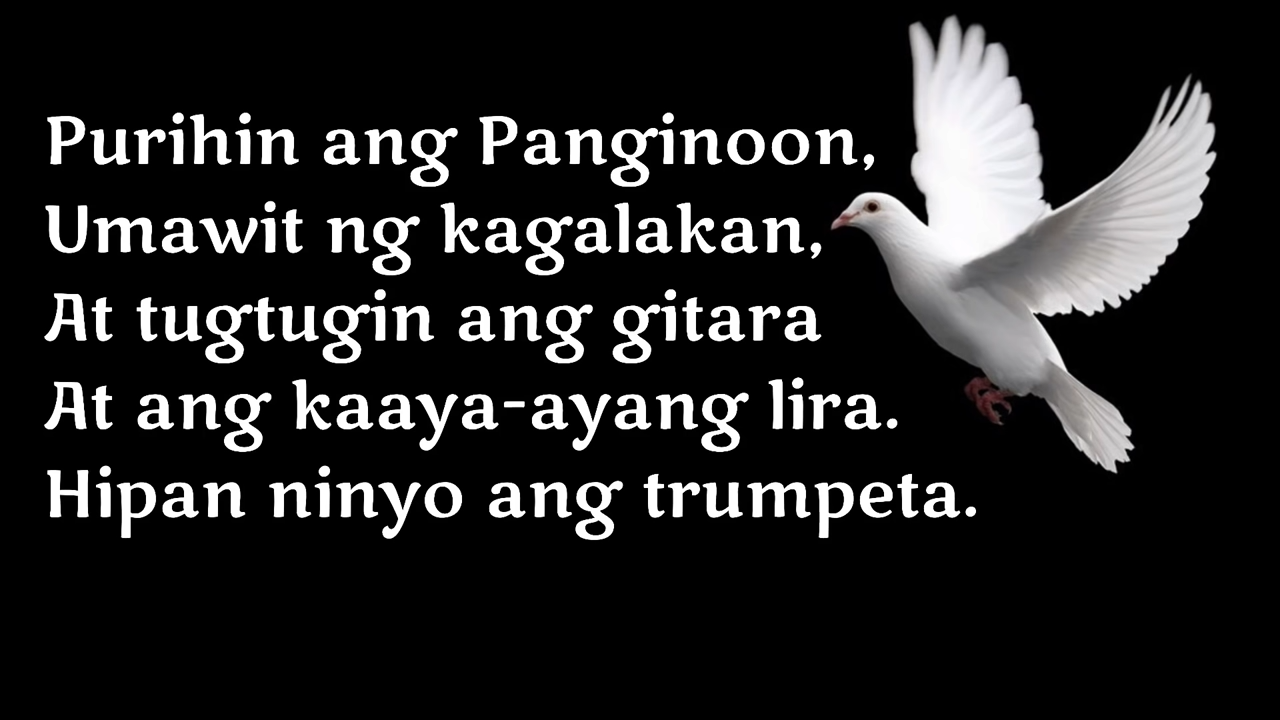 Purihin ang Panginoon,
Umawit ng kagalakan,
At tugtugin ang gitara
At ang kaaya-ayang lira.
Hipan ninyo ang trumpeta.